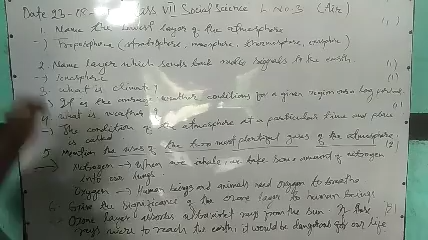 Date 23-08- Class VII Social Science L No. 3 (Air)
1. Name the lowest layer of the atmosphere (1)
-) Troposphere (stratosphere, mesosphere, thermosphere, exosphere)
2. Name layer which sends back radio signals to the earth. (1)
-) Ionosphere (1)
3. what is climate?
It is the average weather conditions for a given region over a long period.
4. what is weather? (1)
-) The condition of the atmosphere at a particular time and place
is called
5. Mention the uses of the two most plentiful gases of the atmosphere. (2)
→ Nitrogen → When we inhale we take some amount of nitrogen
into our lungs.
Oxygen → Human beings and animals need oxygen to breathe
6. Give the significance of the ozone layer to human beings
Ozone layer absorbs ultraviolet rays from the sun. If these (2)
rays were to reach the earth it would be dangerous for our life